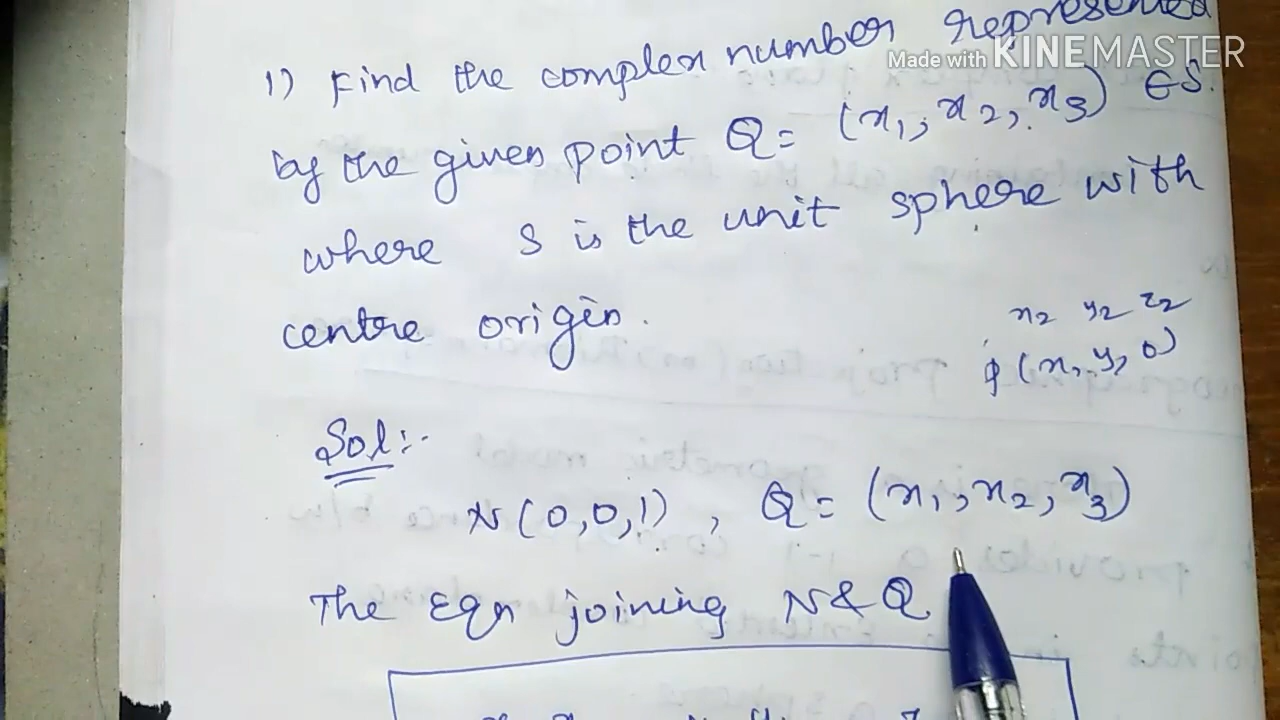 Made with KINEMASTER
1) Find the complex number represented
by the given point Q = (x1, x2, x3) ∈ S.
where S is the unit sphere with
centre origin.
x2 y2 z2
(x, y, 0)
Sol:-
N(0,0,1), Q = (x1, x2, x3)
The Eqn joining N & Q